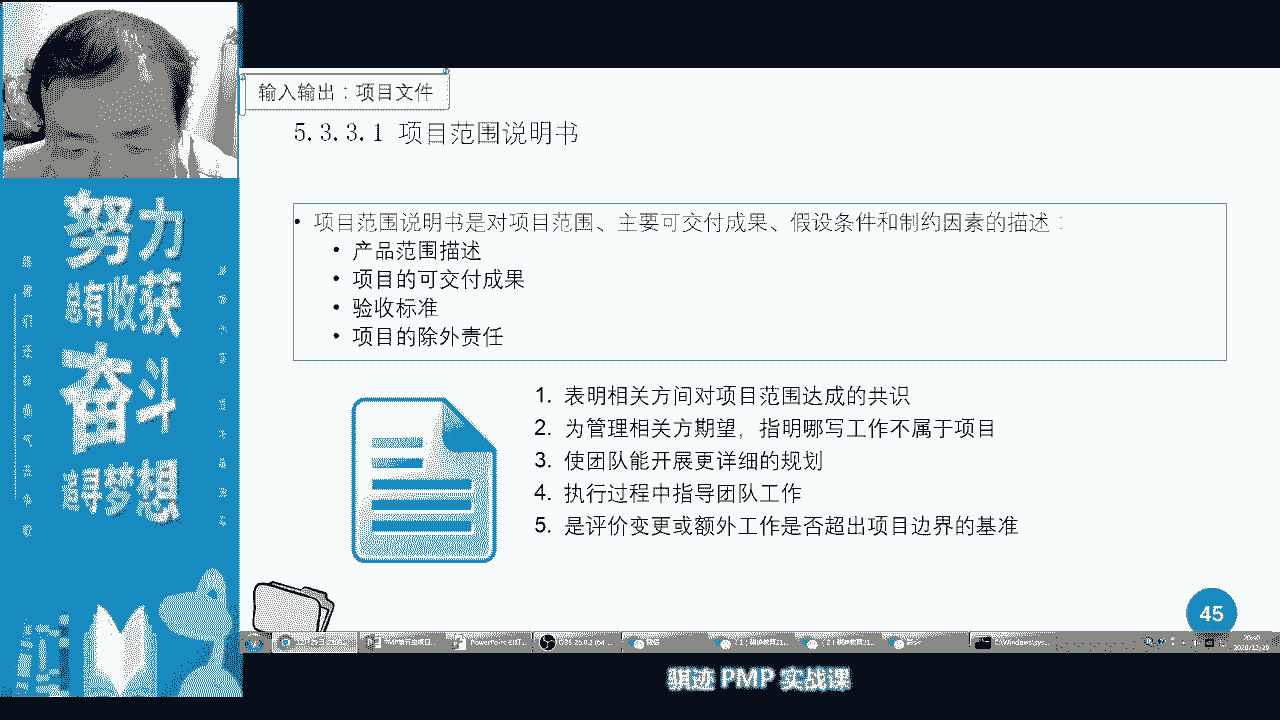 输入输出：项目文件
5.3.3.1 项目范围说明书
• 项目范围说明书是对项目范围、主要可交付成果、假设条件和制约因素的描述：
• 产品范围描述
• 项目的可交付成果
• 验收标准
• 项目的除外责任
1. 表明相关方间对项目范围达成的共识
2. 为管理相关方期望，指明哪写工作不属于项目
3. 使团队能开展更详细的规划
4. 执行过程中指导团队工作
5. 是评价变更或额外工作是否超出项目边界的基准
45
努力
总有收获
奋斗
追寻梦想
20:40
2020/12/29
骐迹 PMP 实战课